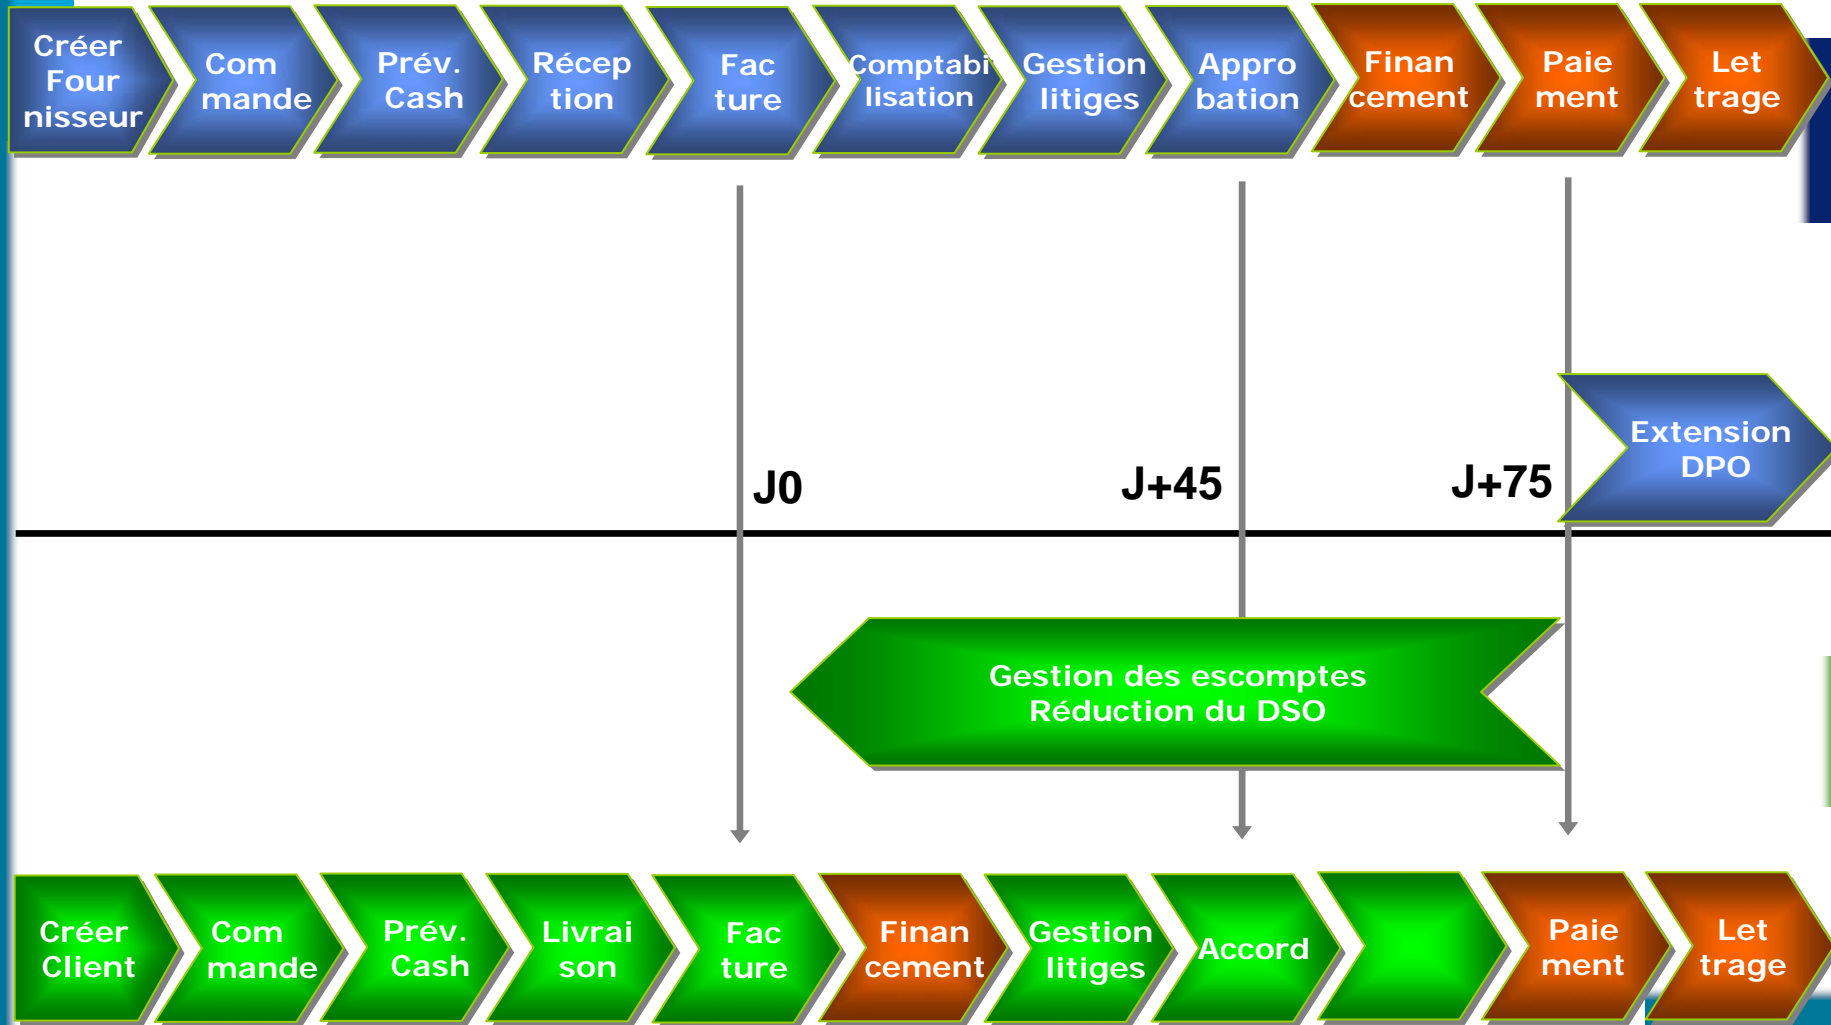 Créer
Four
nisseur
Com
mande
Prév.
Cash
Récep
tion
Fac
ture
Comptabi
lisation
Gestion
litiges
Appro
bation
Finan
cement
Paie
ment
Let
trage
Extension
DPO
J0
J+45
J+75
Gestion des escomptes
Réduction du DSO
Créer
Client
Com
mande
Prév.
Cash
Livrai
son
Fac
ture
Finan
cement
Gestion
litiges
Accord
Paie
ment
Let
trage